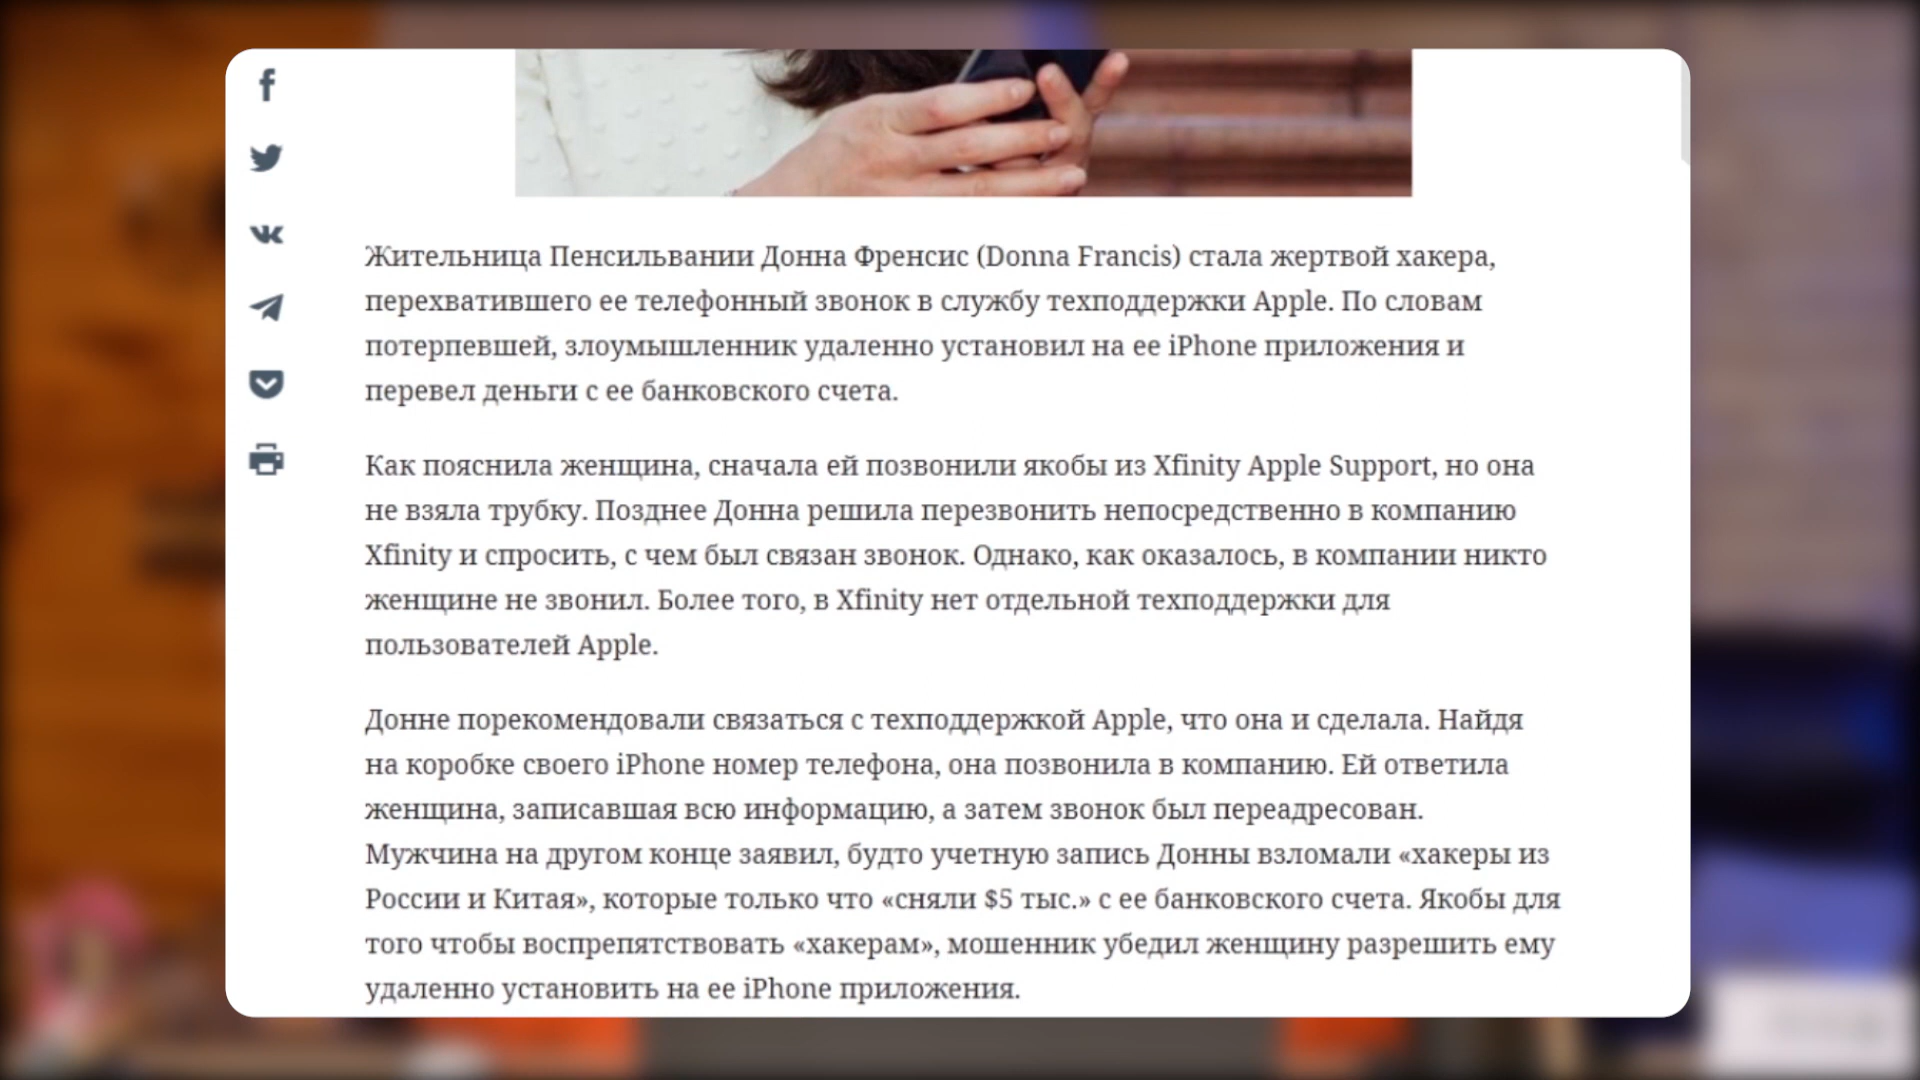 Жительница Пенсильвании Донна Френсис (Donna Francis) стала жертвой хакера,
перехватившего ее телефонный звонок в службу техподдержки Apple. По словам
потерпевшей, злоумышленник удаленно установил на ее iPhone приложения и
перевел деньги с ее банковского счета.
Как пояснила женщина, сначала ей позвонили якобы из Xfinity Apple Support, но она
не взяла трубку. Позднее Донна решила перезвонить непосредственно в компанию
Xfinity и спросить, с чем был связан звонок. Однако, как оказалось, в компании никто
женщине не звонил. Более того, в Xfinity нет отдельной техподдержки для
пользователей Apple.
Донне порекомендовали связаться с техподдержкой Apple, что она и сделала. Найдя
на коробке своего iPhone номер телефона, она позвонила в компанию. Ей ответила
женщина, записавшая всю информацию, а затем звонок был переадресован.
Мужчина на другом конце заявил, будто учетную запись Донны взломали «хакеры из
России и Китая», которые только что «сняли $5 тыс.» с ее банковского счета. Якобы для
того чтобы воспрепятствовать «хакерам», мошенник убедил женщину разрешить ему
удаленно установить на ее iPhone приложения.